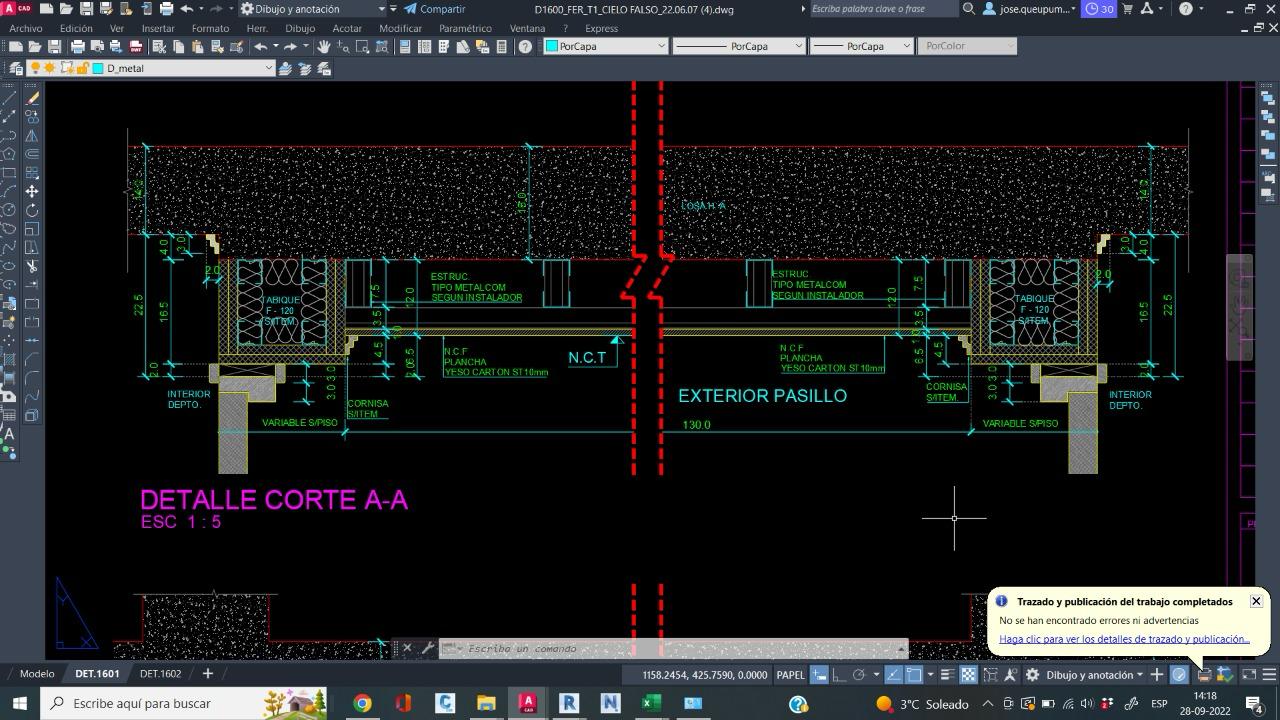 A CAD
Dibujo y anotación
Compartir
D1600_FER_T1_CIELO FALSO_22.06.07 (4).dwg
Escriba palabra clave o frase
jose.queupum...
30
Archivo Edición Ver Insertar Formato Herr. Dibujo Acotar Modificar Paramétrico Ventana ? Express
PorCapa PorCapa PorCapa PorColor
D_metal
LOSA H. A
18.0
14.0
4.0
3.0
2.0
22.5
16.5
2.0
TABIQUE
F - 120
S/ITEM.
ESTRUC.
TIPO METALCOM
SEGUN INSTALADOR
7.5
12.0
3.5
4.5
6.5
N.C.F
PLANCHA
YESO CARTON ST 10mm
N.C.T
3.0 3.0
INTERIOR
DEPTO.
CORNISA
S/ITEM.
VARIABLE S/PISO
ESTRUC
TIPO METALCOM
SEGUN INSTALADOR
12.0
7.5
3.5
6.5
4.5
N.C.F
PLANCHA
YESO CARTON ST 10mm
EXTERIOR PASILLO
130.0
CORNISA
S/ITEM.
VARIABLE S/PISO
TABIQUE
F - 120
S/ITEM.
3.0 3.0
14.0
4.0
2.0
16.5
22.5
INTERIOR
DEPTO.
DETALLE CORTE A-A
ESC 1 : 5
Y
X
Trazado y publicación del trabajo completados
No se han encontrado errores ni advertencias
Haga clic para ver los detalles de trazado y publicación...
Escriba un comando
Modelo DET.1601 DET.1602 +
1158.2454, 425.7590, 0.0000 PAPEL
Dibujo y anotación
Escribe aquí para buscar
3°C Soleado
ESP
14:18
28-09-2022
4